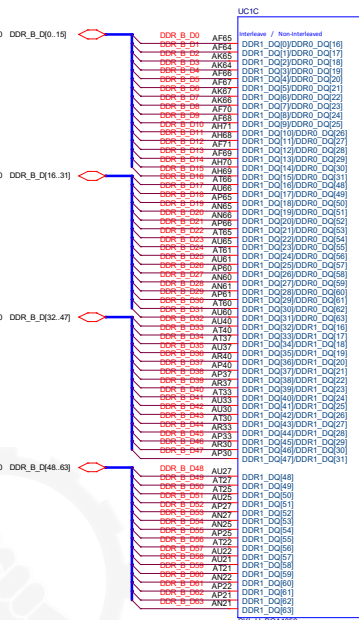 UC1C
Interleave / Non-Interleaved
DDR_B_D[0..15]
DDR_B_D0 AF65 DDR1_DQ[0]/DDR0_DQ[16]
DDR_B_D1 AF64 DDR1_DQ[1]/DDR0_DQ[17]
DDR_B_D2 AK65 DDR1_DQ[2]/DDR0_DQ[18]
DDR_B_D3 AK64 DDR1_DQ[3]/DDR0_DQ[19]
DDR_B_D4 AF66 DDR1_DQ[4]/DDR0_DQ[20]
DDR_B_D5 AF67 DDR1_DQ[5]/DDR0_DQ[21]
DDR_B_D6 AK67 DDR1_DQ[6]/DDR0_DQ[22]
DDR_B_D7 AK66 DDR1_DQ[7]/DDR0_DQ[23]
DDR_B_D8 AF70 DDR1_DQ[8]/DDR0_DQ[24]
DDR_B_D9 AF68 DDR1_DQ[9]/DDR0_DQ[25]
DDR_B_D10 AH71 DDR1_DQ[10]/DDR0_DQ[26]
DDR_B_D11 AH68 DDR1_DQ[11]/DDR0_DQ[27]
DDR_B_D12 AF71 DDR1_DQ[12]/DDR0_DQ[28]
DDR_B_D13 AF69 DDR1_DQ[13]/DDR0_DQ[29]
DDR_B_D14 AH70 DDR1_DQ[14]/DDR0_DQ[30]
DDR_B_D15 AH69 DDR1_DQ[15]/DDR0_DQ[31]
DDR_B_D[16..31]
DDR_B_D16 AT66 DDR1_DQ[16]/DDR0_DQ[48]
DDR_B_D17 AU66 DDR1_DQ[17]/DDR0_DQ[49]
DDR_B_D18 AP65 DDR1_DQ[18]/DDR0_DQ[50]
DDR_B_D19 AN65 DDR1_DQ[19]/DDR0_DQ[51]
DDR_B_D20 AN66 DDR1_DQ[20]/DDR0_DQ[52]
DDR_B_D21 AP66 DDR1_DQ[21]/DDR0_DQ[53]
DDR_B_D22 AT65 DDR1_DQ[22]/DDR0_DQ[54]
DDR_B_D23 AU65 DDR1_DQ[23]/DDR0_DQ[55]
DDR_B_D24 AT61 DDR1_DQ[24]/DDR0_DQ[56]
DDR_B_D25 AU61 DDR1_DQ[25]/DDR0_DQ[57]
DDR_B_D26 AP60 DDR1_DQ[26]/DDR0_DQ[58]
DDR_B_D27 AN60 DDR1_DQ[27]/DDR0_DQ[59]
DDR_B_D28 AN61 DDR1_DQ[28]/DDR0_DQ[60]
DDR_B_D29 AP61 DDR1_DQ[29]/DDR0_DQ[61]
DDR_B_D30 AT60 DDR1_DQ[30]/DDR0_DQ[62]
DDR_B_D31 AU60 DDR1_DQ[31]/DDR0_DQ[63]
DDR_B_D[32..47]
DDR_B_D32 AU40 DDR1_DQ[32]/DDR1_DQ[16]
DDR_B_D33 AT40 DDR1_DQ[33]/DDR1_DQ[17]
DDR_B_D34 AT37 DDR1_DQ[34]/DDR1_DQ[18]
DDR_B_D35 AU37 DDR1_DQ[35]/DDR1_DQ[19]
DDR_B_D36 AR40 DDR1_DQ[36]/DDR1_DQ[20]
DDR_B_D37 AP40 DDR1_DQ[37]/DDR1_DQ[21]
DDR_B_D38 AP37 DDR1_DQ[38]/DDR1_DQ[22]
DDR_B_D39 AR37 DDR1_DQ[39]/DDR1_DQ[23]
DDR_B_D40 AT33 DDR1_DQ[40]/DDR1_DQ[24]
DDR_B_D41 AU33 DDR1_DQ[41]/DDR1_DQ[25]
DDR_B_D42 AU30 DDR1_DQ[42]/DDR1_DQ[26]
DDR_B_D43 AT30 DDR1_DQ[43]/DDR1_DQ[27]
DDR_B_D44 AR33 DDR1_DQ[44]/DDR1_DQ[28]
DDR_B_D45 AP33 DDR1_DQ[45]/DDR1_DQ[29]
DDR_B_D46 AR30 DDR1_DQ[46]/DDR1_DQ[30]
DDR_B_D47 AP30 DDR1_DQ[47]/DDR1_DQ[31]
DDR_B_D[48..63]
DDR_B_D48 AU27 DDR1_DQ[48]
DDR_B_D49 AT27 DDR1_DQ[49]
DDR_B_D50 AT25 DDR1_DQ[50]
DDR_B_D51 AU25 DDR1_DQ[51]
DDR_B_D52 AP27 DDR1_DQ[52]
DDR_B_D53 AN27 DDR1_DQ[53]
DDR_B_D54 AN25 DDR1_DQ[54]
DDR_B_D55 AP25 DDR1_DQ[55]
DDR_B_D56 AT22 DDR1_DQ[56]
DDR_B_D57 AU22 DDR1_DQ[57]
DDR_B_D58 AU21 DDR1_DQ[58]
DDR_B_D59 AT21 DDR1_DQ[59]
DDR_B_D60 AN22 DDR1_DQ[60]
DDR_B_D61 AP22 DDR1_DQ[61]
DDR_B_D62 AP21 DDR1_DQ[62]
DDR_B_D63 AN21 DDR1_DQ[63]